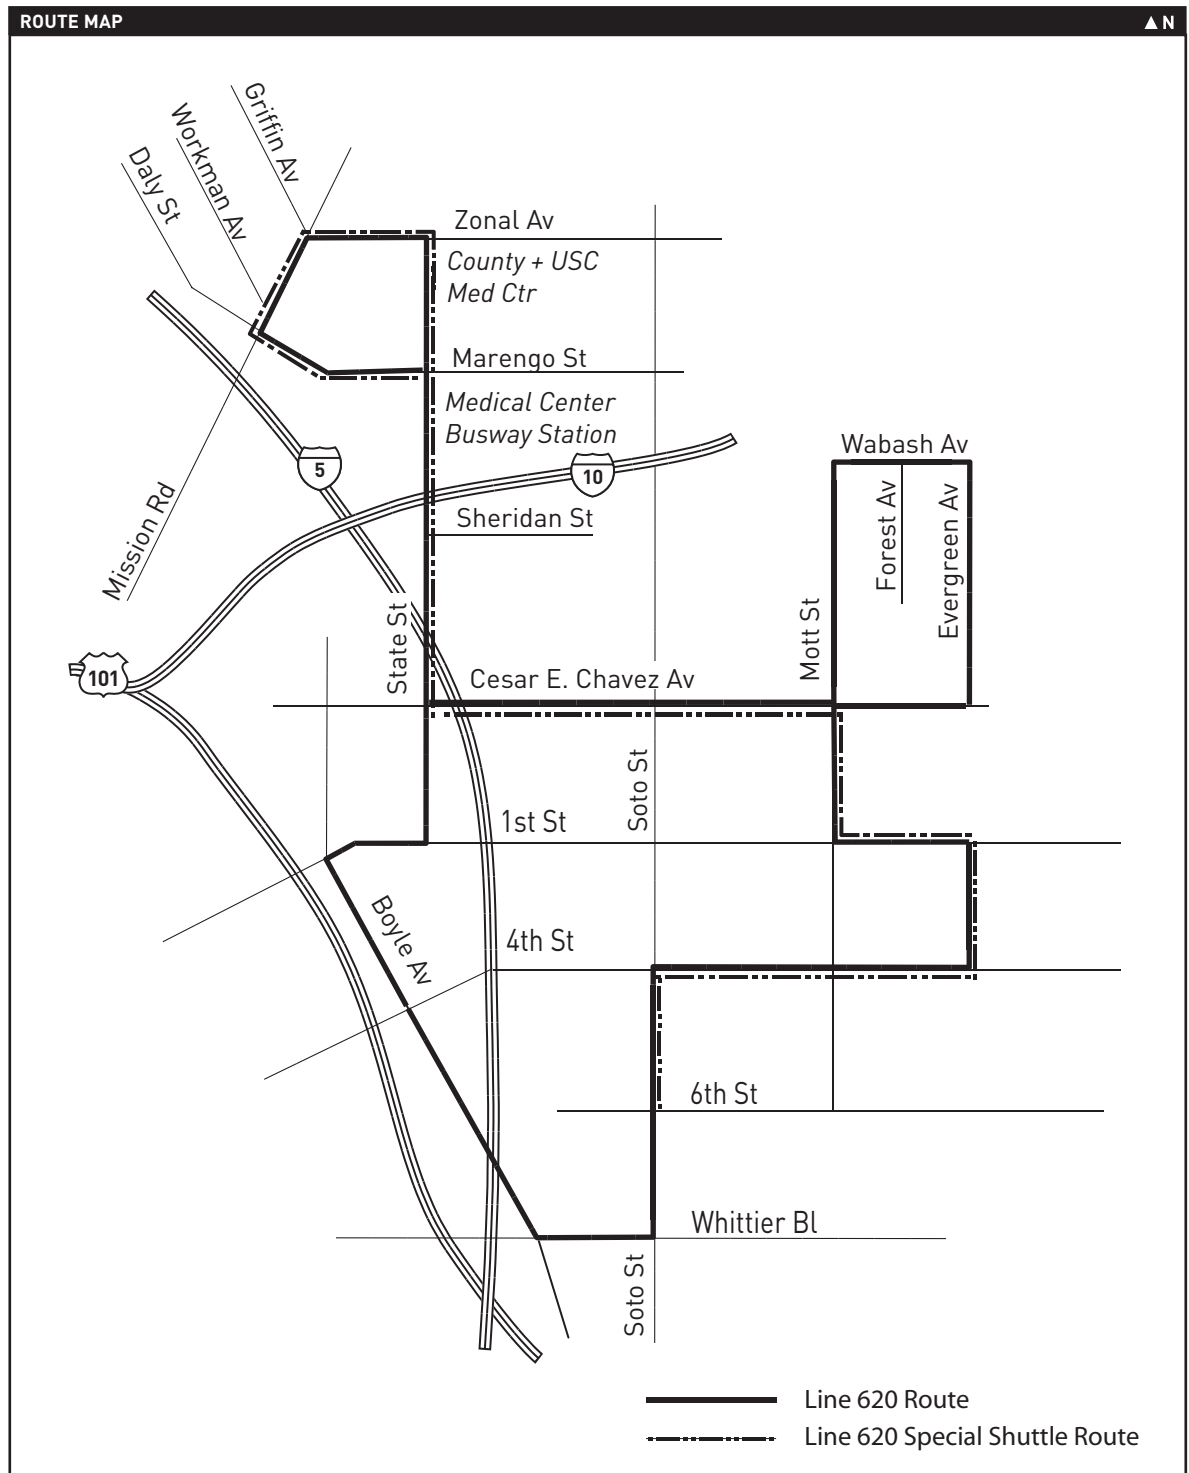 ROUTE MAP
N
Griffin Av
Workman Av
Daly St
Zonal Av
County + USC
Med Ctr
Marengo St
Medical Center
Busway Station
5
10
Wabash Av
Forest Av
Evergreen Av
Mission Rd
Sheridan St
Mott St
State St
101
Cesar E. Chavez Av
Soto St
1st St
Boyle Av
4th St
6th St
Whittier Bl
Soto St
Line 620 Route
Line 620 Special Shuttle Route